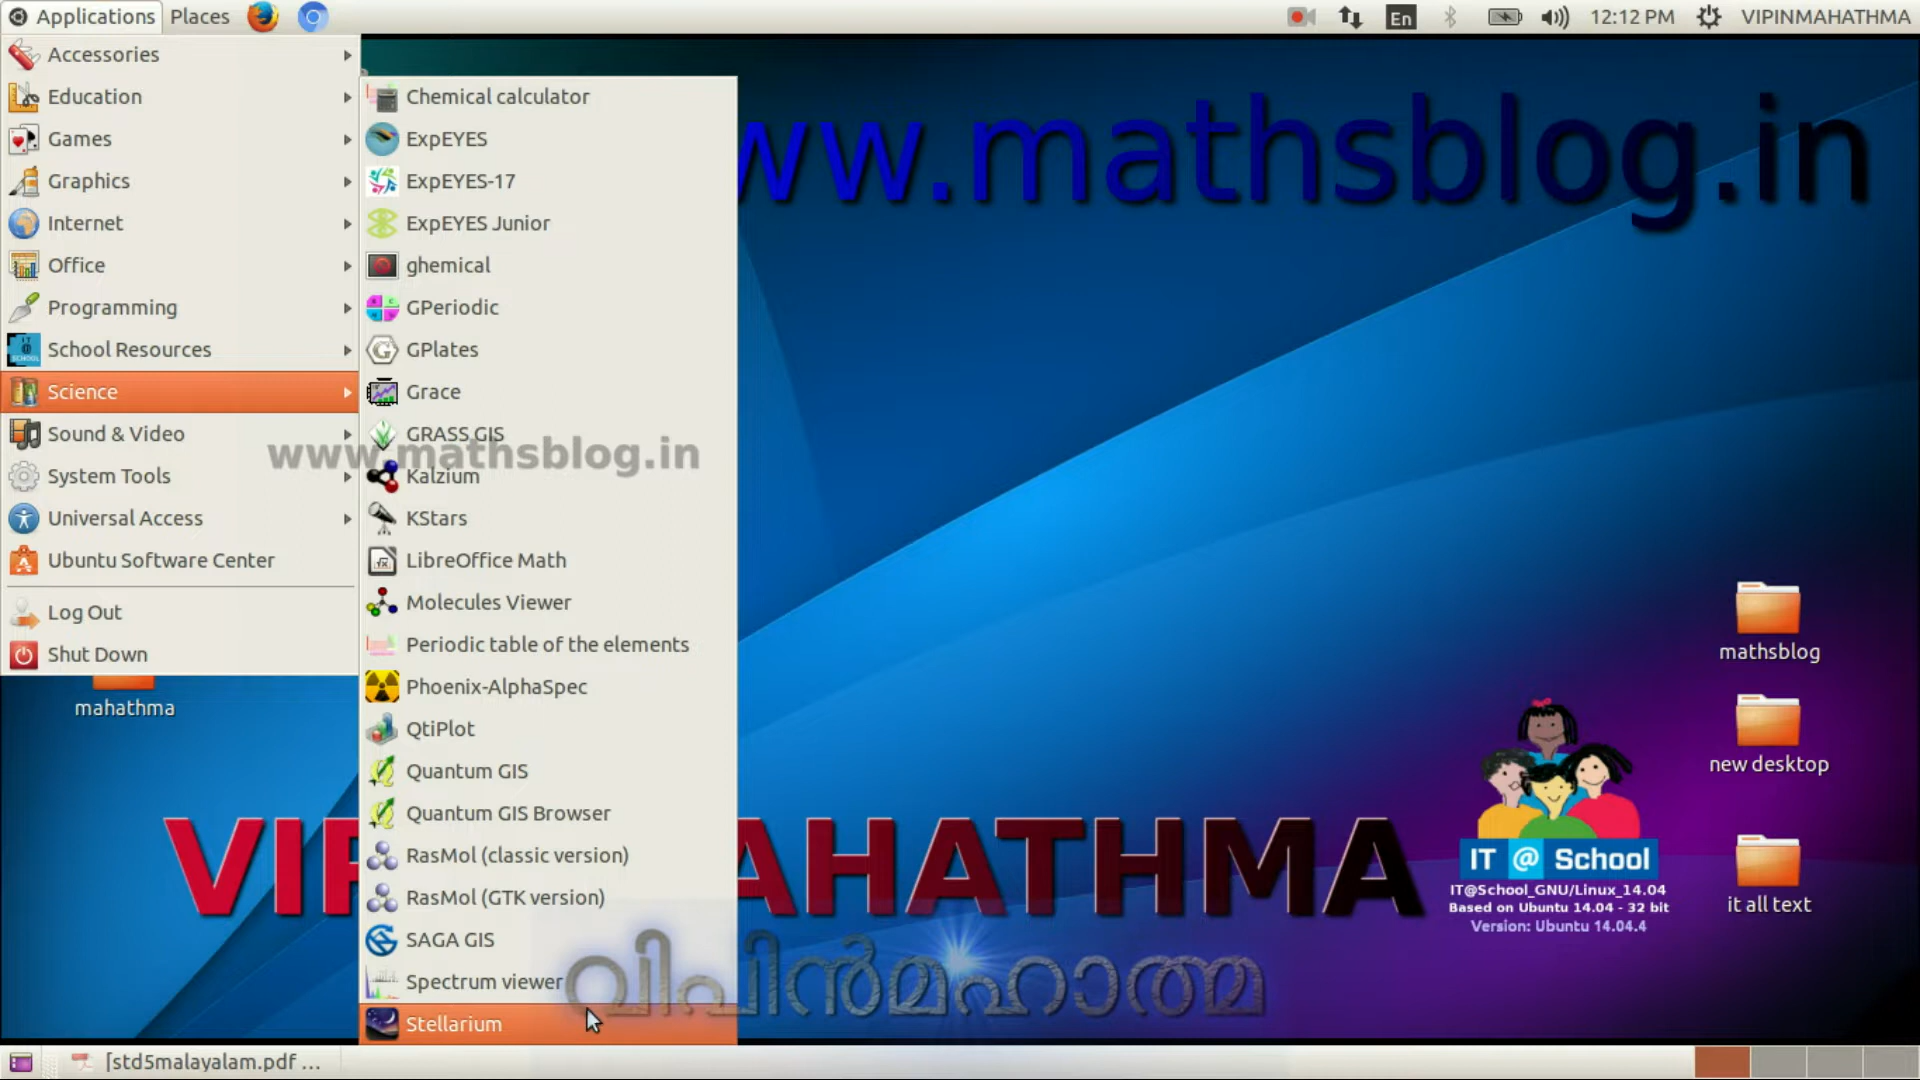 Applications Places En 12:12 PM VIPINMAHATHMA
Accessories
Education
Games
Graphics
Internet
Office
Programming
School Resources
Science
Sound & Video
System Tools
Universal Access
Ubuntu Software Center
Log Out
Shut Down
Chemical calculator
ExpEYES
ExpEYES-17
ExpEYES Junior
ghemical
GPeriodic
GPlates
Grace
GRASS GIS
Kalzium
KStars
LibreOffice Math
Molecules Viewer
Periodic table of the elements
Phoenix-AlphaSpec
QtiPlot
Quantum GIS
Quantum GIS Browser
RasMol (classic version)
RasMol (GTK version)
SAGA GIS
Spectrum viewer
Stellarium
ww.mathsblog.in
www.mathsblog.in
mahathma
mathsblog
new desktop
it all text
VIP AHATHMA
IT @ School
IT@School_GNU/Linux_14.04
Based on Ubuntu 14.04 - 32 bit
Version: Ubuntu 14.04.4
വിപിൻമഹാത്മ
[std5malayalam.pdf ...